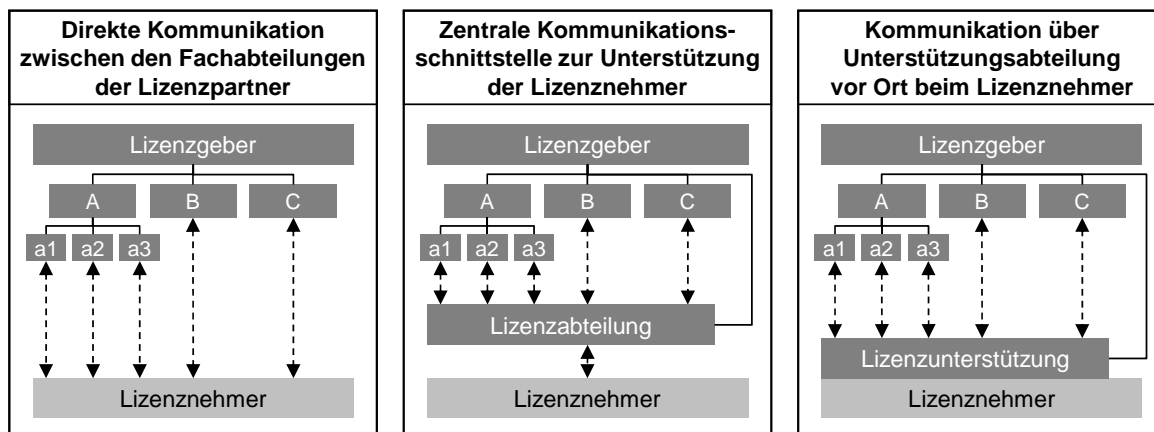 Direkte Kommunikation
zwischen den Fachabteilungen
der Lizenzpartner
Lizenzgeber
A
B
C
a1
a2
a3
Lizenznehmer
Zentrale Kommunikations-
schnittstelle zur Unterstützung
der Lizenznehmer
Lizenzgeber
A
B
C
a1
a2
a3
Lizenzabteilung
Lizenznehmer
Kommunikation über
Unterstützungsabteilung
vor Ort beim Lizenznehmer
Lizenzgeber
A
B
C
a1
a2
a3
Lizenzunterstützung
Lizenznehmer